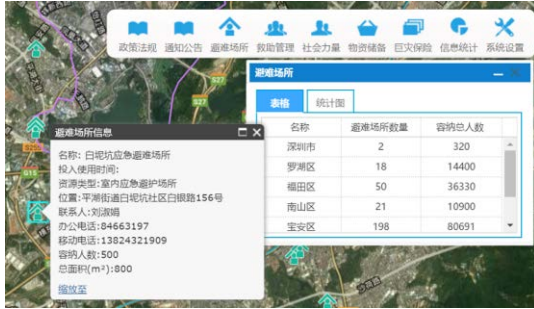 政策法规 通知公告 避难场所 救助管理 社会力量 物资储备 巨灾保险 信息统计 系统设置
避难场所
表格 统计图
名称 避难场所数量 容纳总人数
深圳市 2 320
罗湖区 18 14400
福田区 50 36330
南山区 21 10900
宝安区 198 80691
避难场所信息
名称: 白坭坑应急避难场所
投入使用时间:
资源类型:室内应急避护场所
位置:平湖街道白坭坑社区白银路156号
联系人:刘淑娟
办公电话:84663197
移动电话:13824321909
容纳人数:500
总面积(m²):800
缩放至
S27
S27
G15